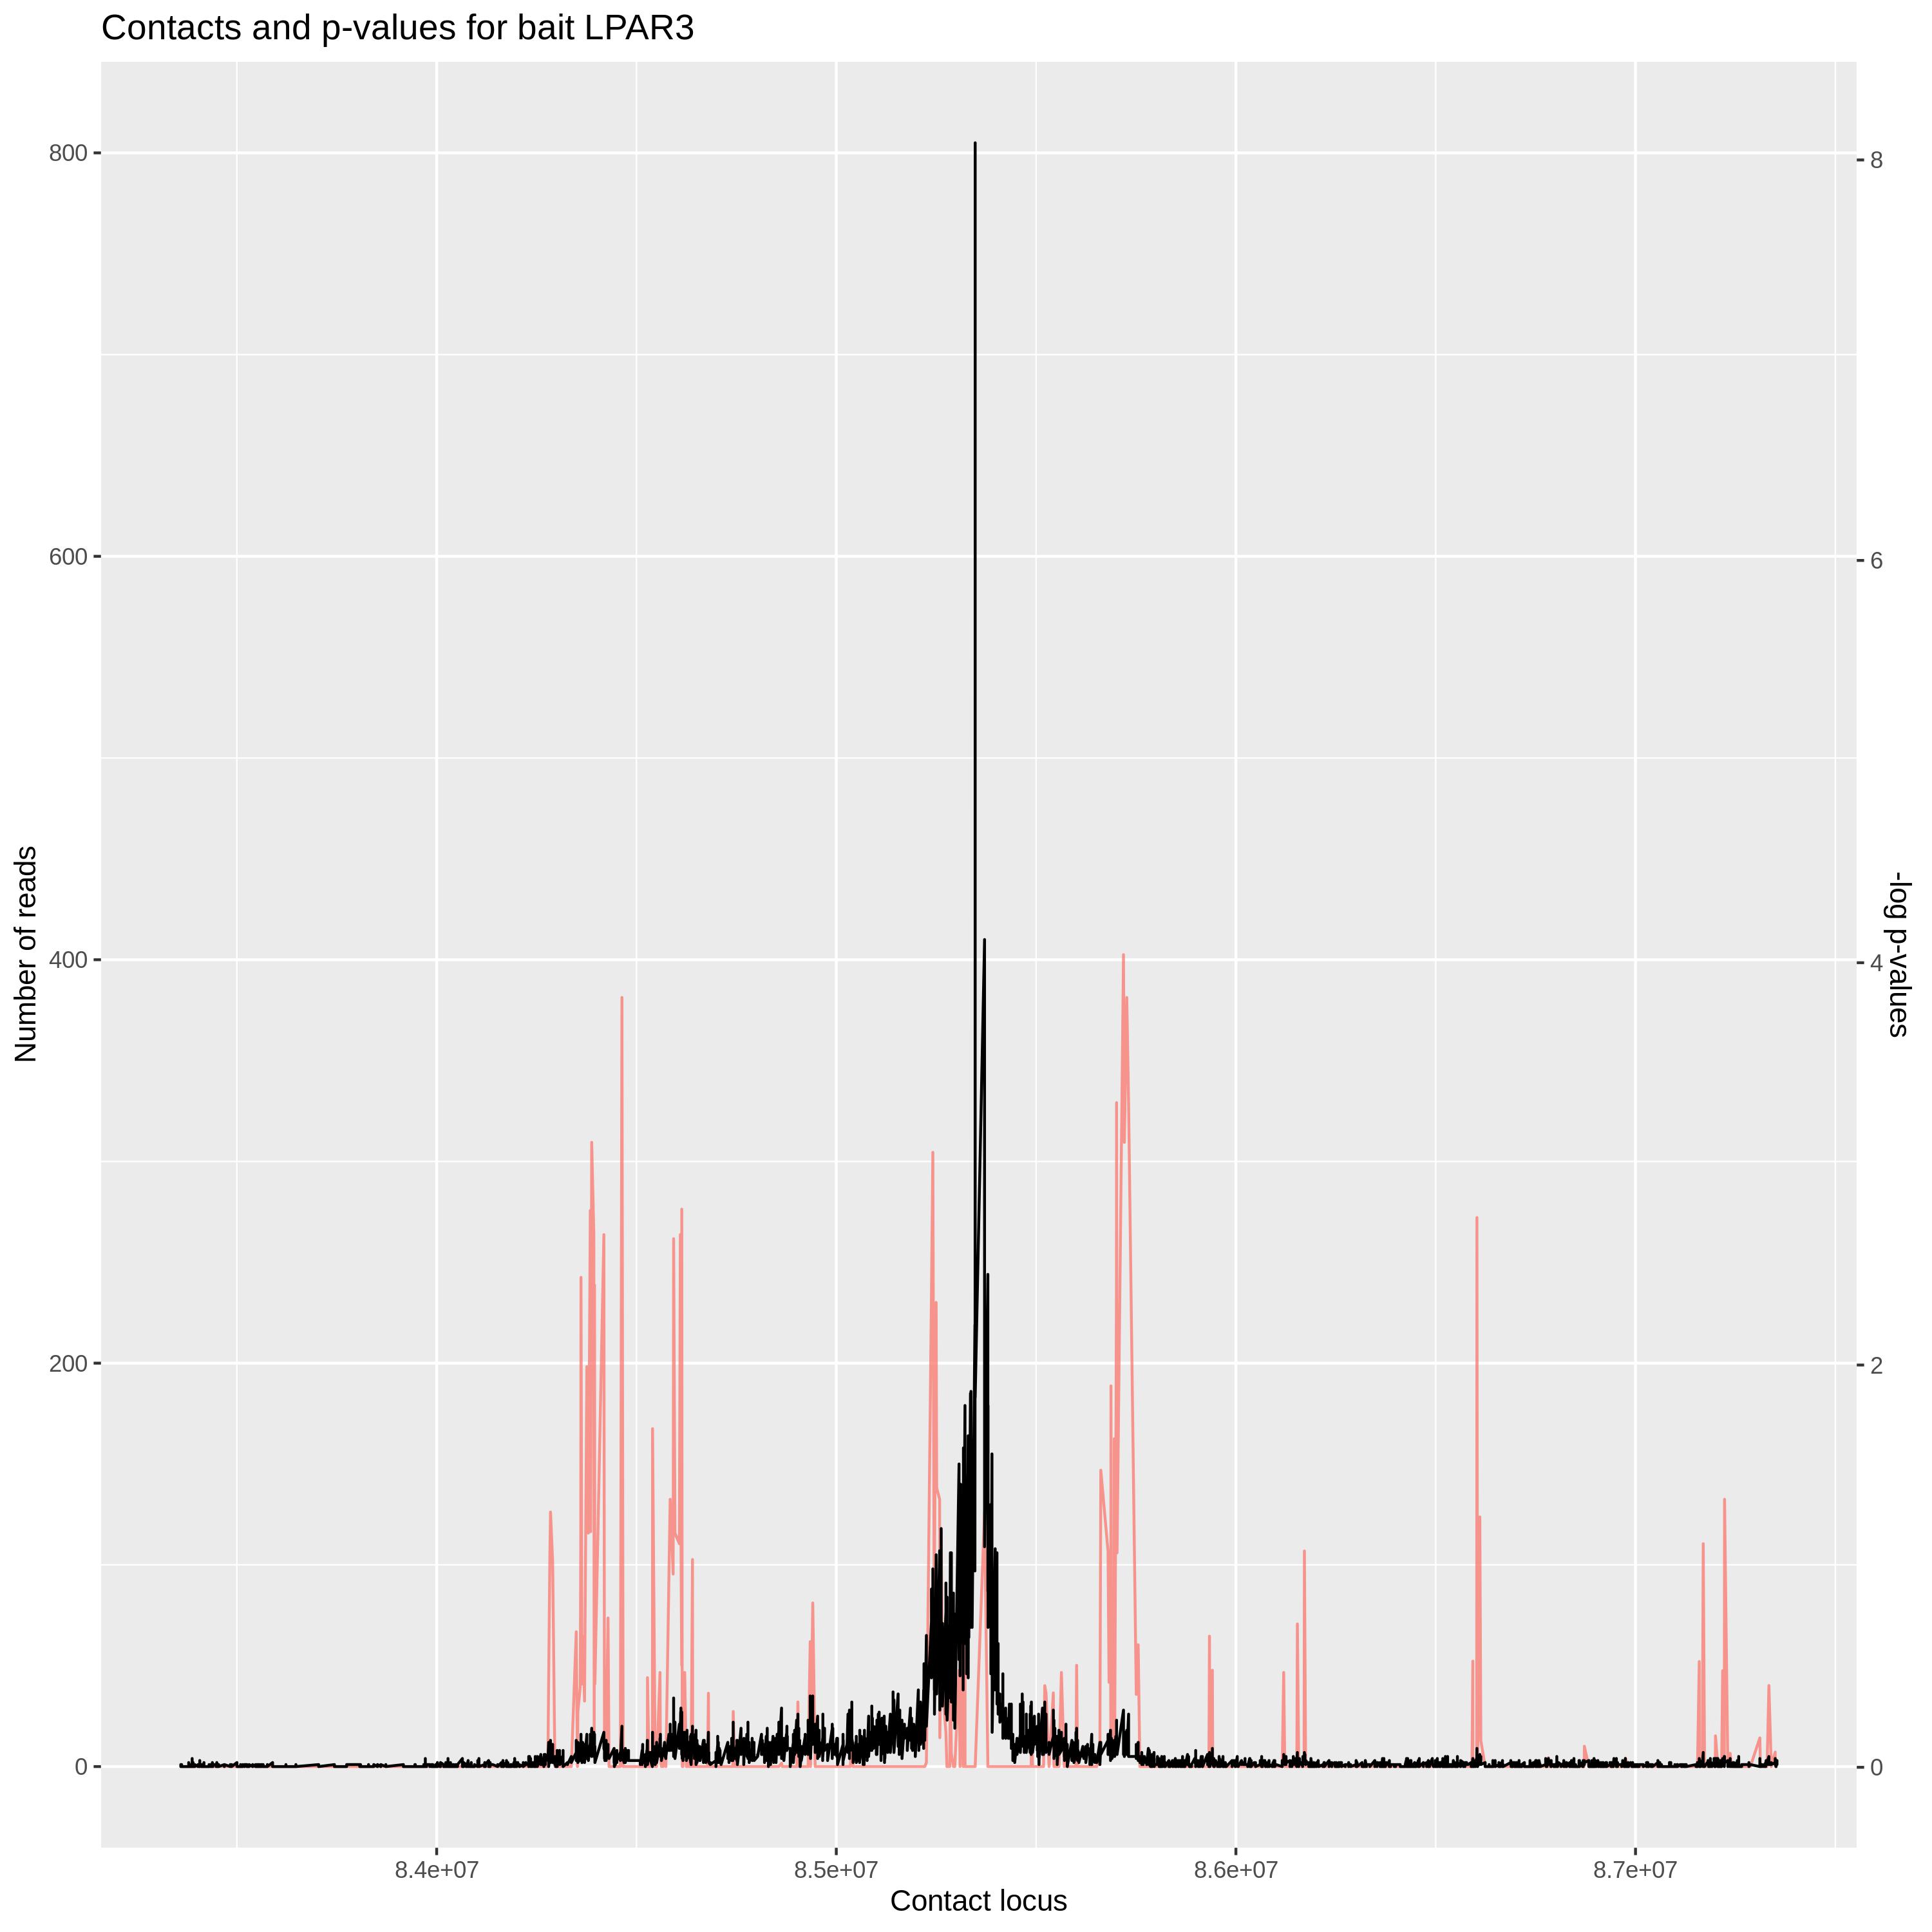 Contacts and p-values for bait LPAR3
800
600
400
200
0
Number of reads
8
6
4
2
0
-log p-values
8.4e+07
8.5e+07
8.6e+07
8.7e+07
Contact locus